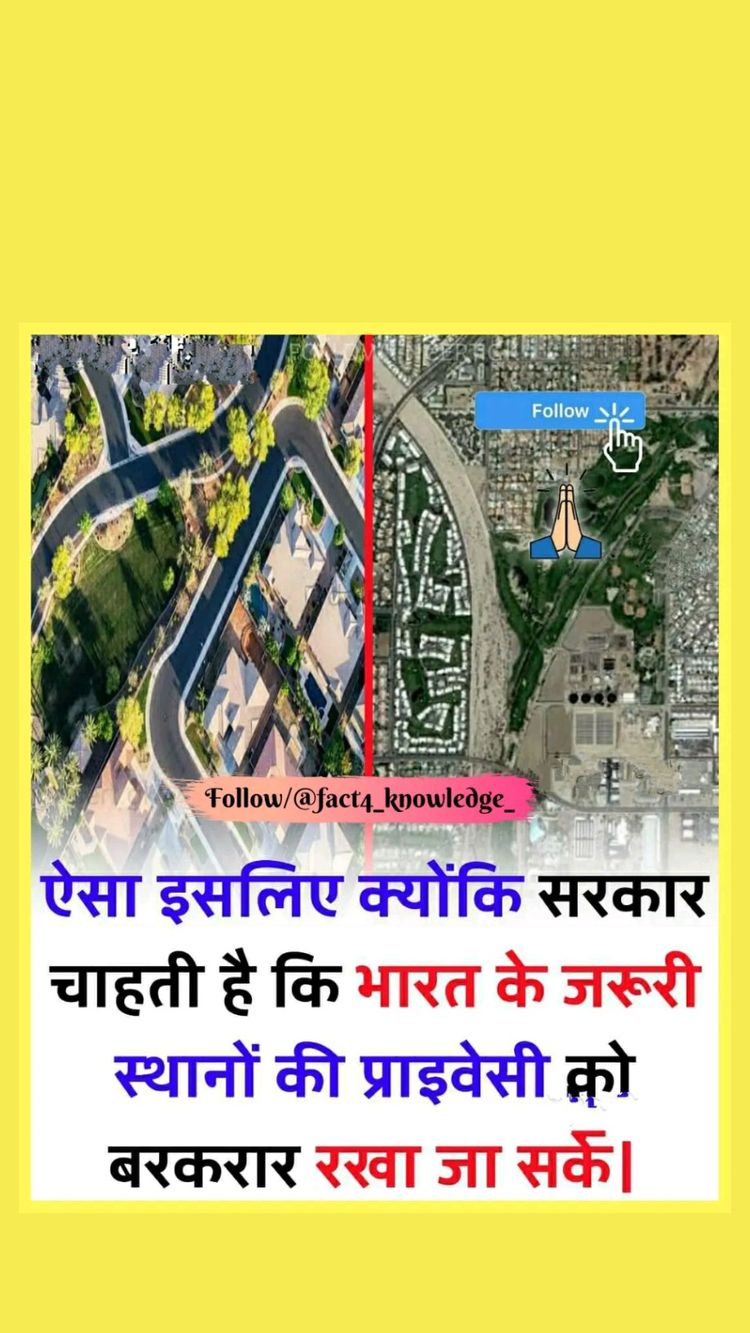 Follow
Follow/@fact4_knowledge_
ऐसा इसलिए क्योंकि सरकार
चाहती है कि भारत के जरूरी
स्थानों की प्राइवेसी को
बरकरार रखा जा सकें|